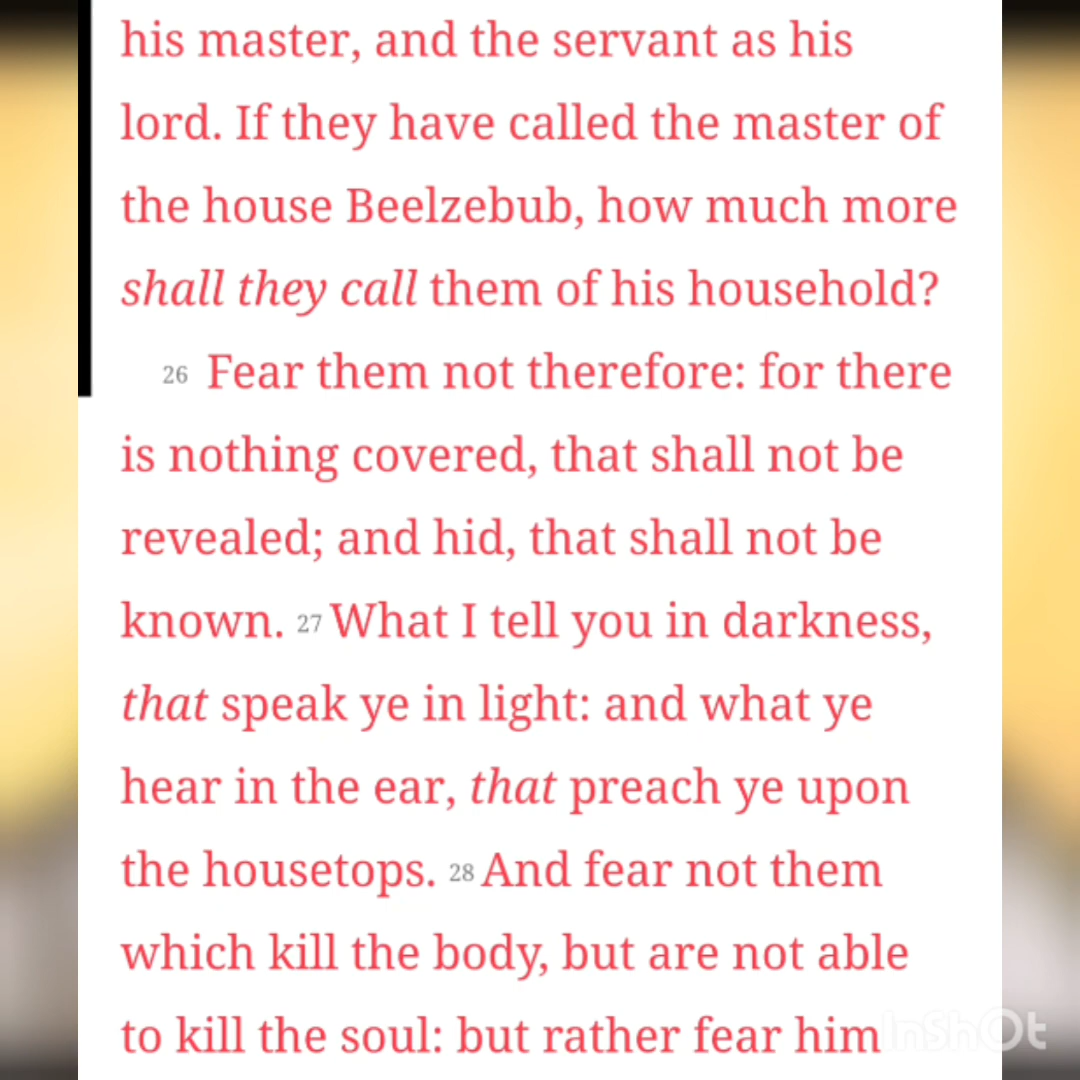 his master, and the servant as his
lord. If they have called the master of
the house Beelzebub, how much more
shall they call them of his household?
26 Fear them not therefore: for there
is nothing covered, that shall not be
revealed; and hid, that shall not be
known. 27 What I tell you in darkness,
that speak ye in light: and what ye
hear in the ear, that preach ye upon
the housetops. 28 And fear not them
which kill the body, but are not able
to kill the soul: but rather fear him
InShOt